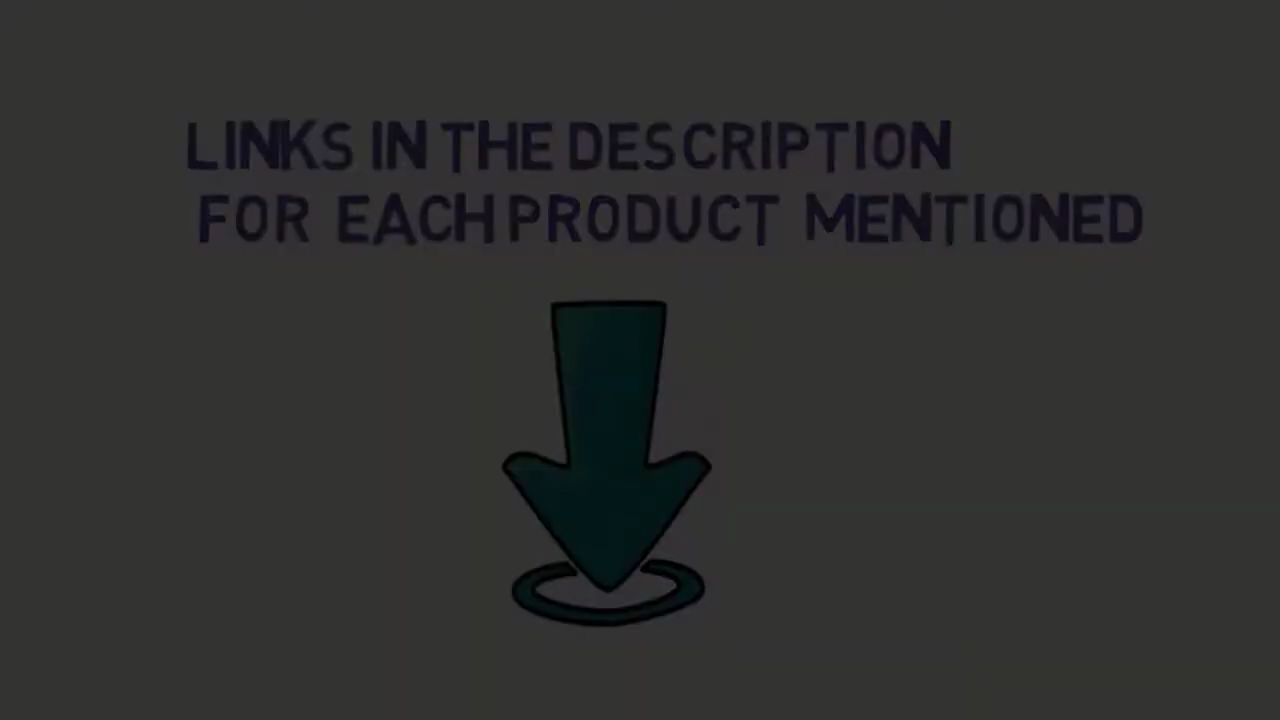 LINKS IN THE DESCRIPTION
FOR EACH PRODUCT MENTIONED